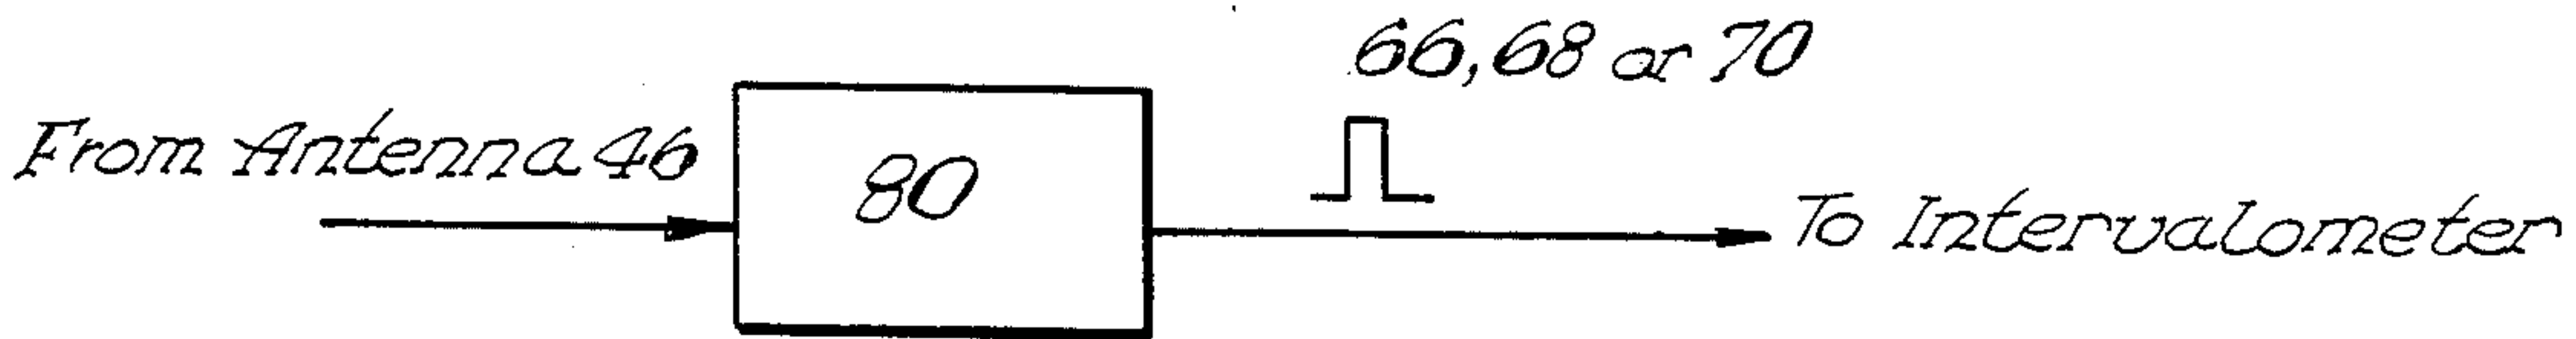 66, 68 or 70
From Antenna 46
80
To Intervalometer